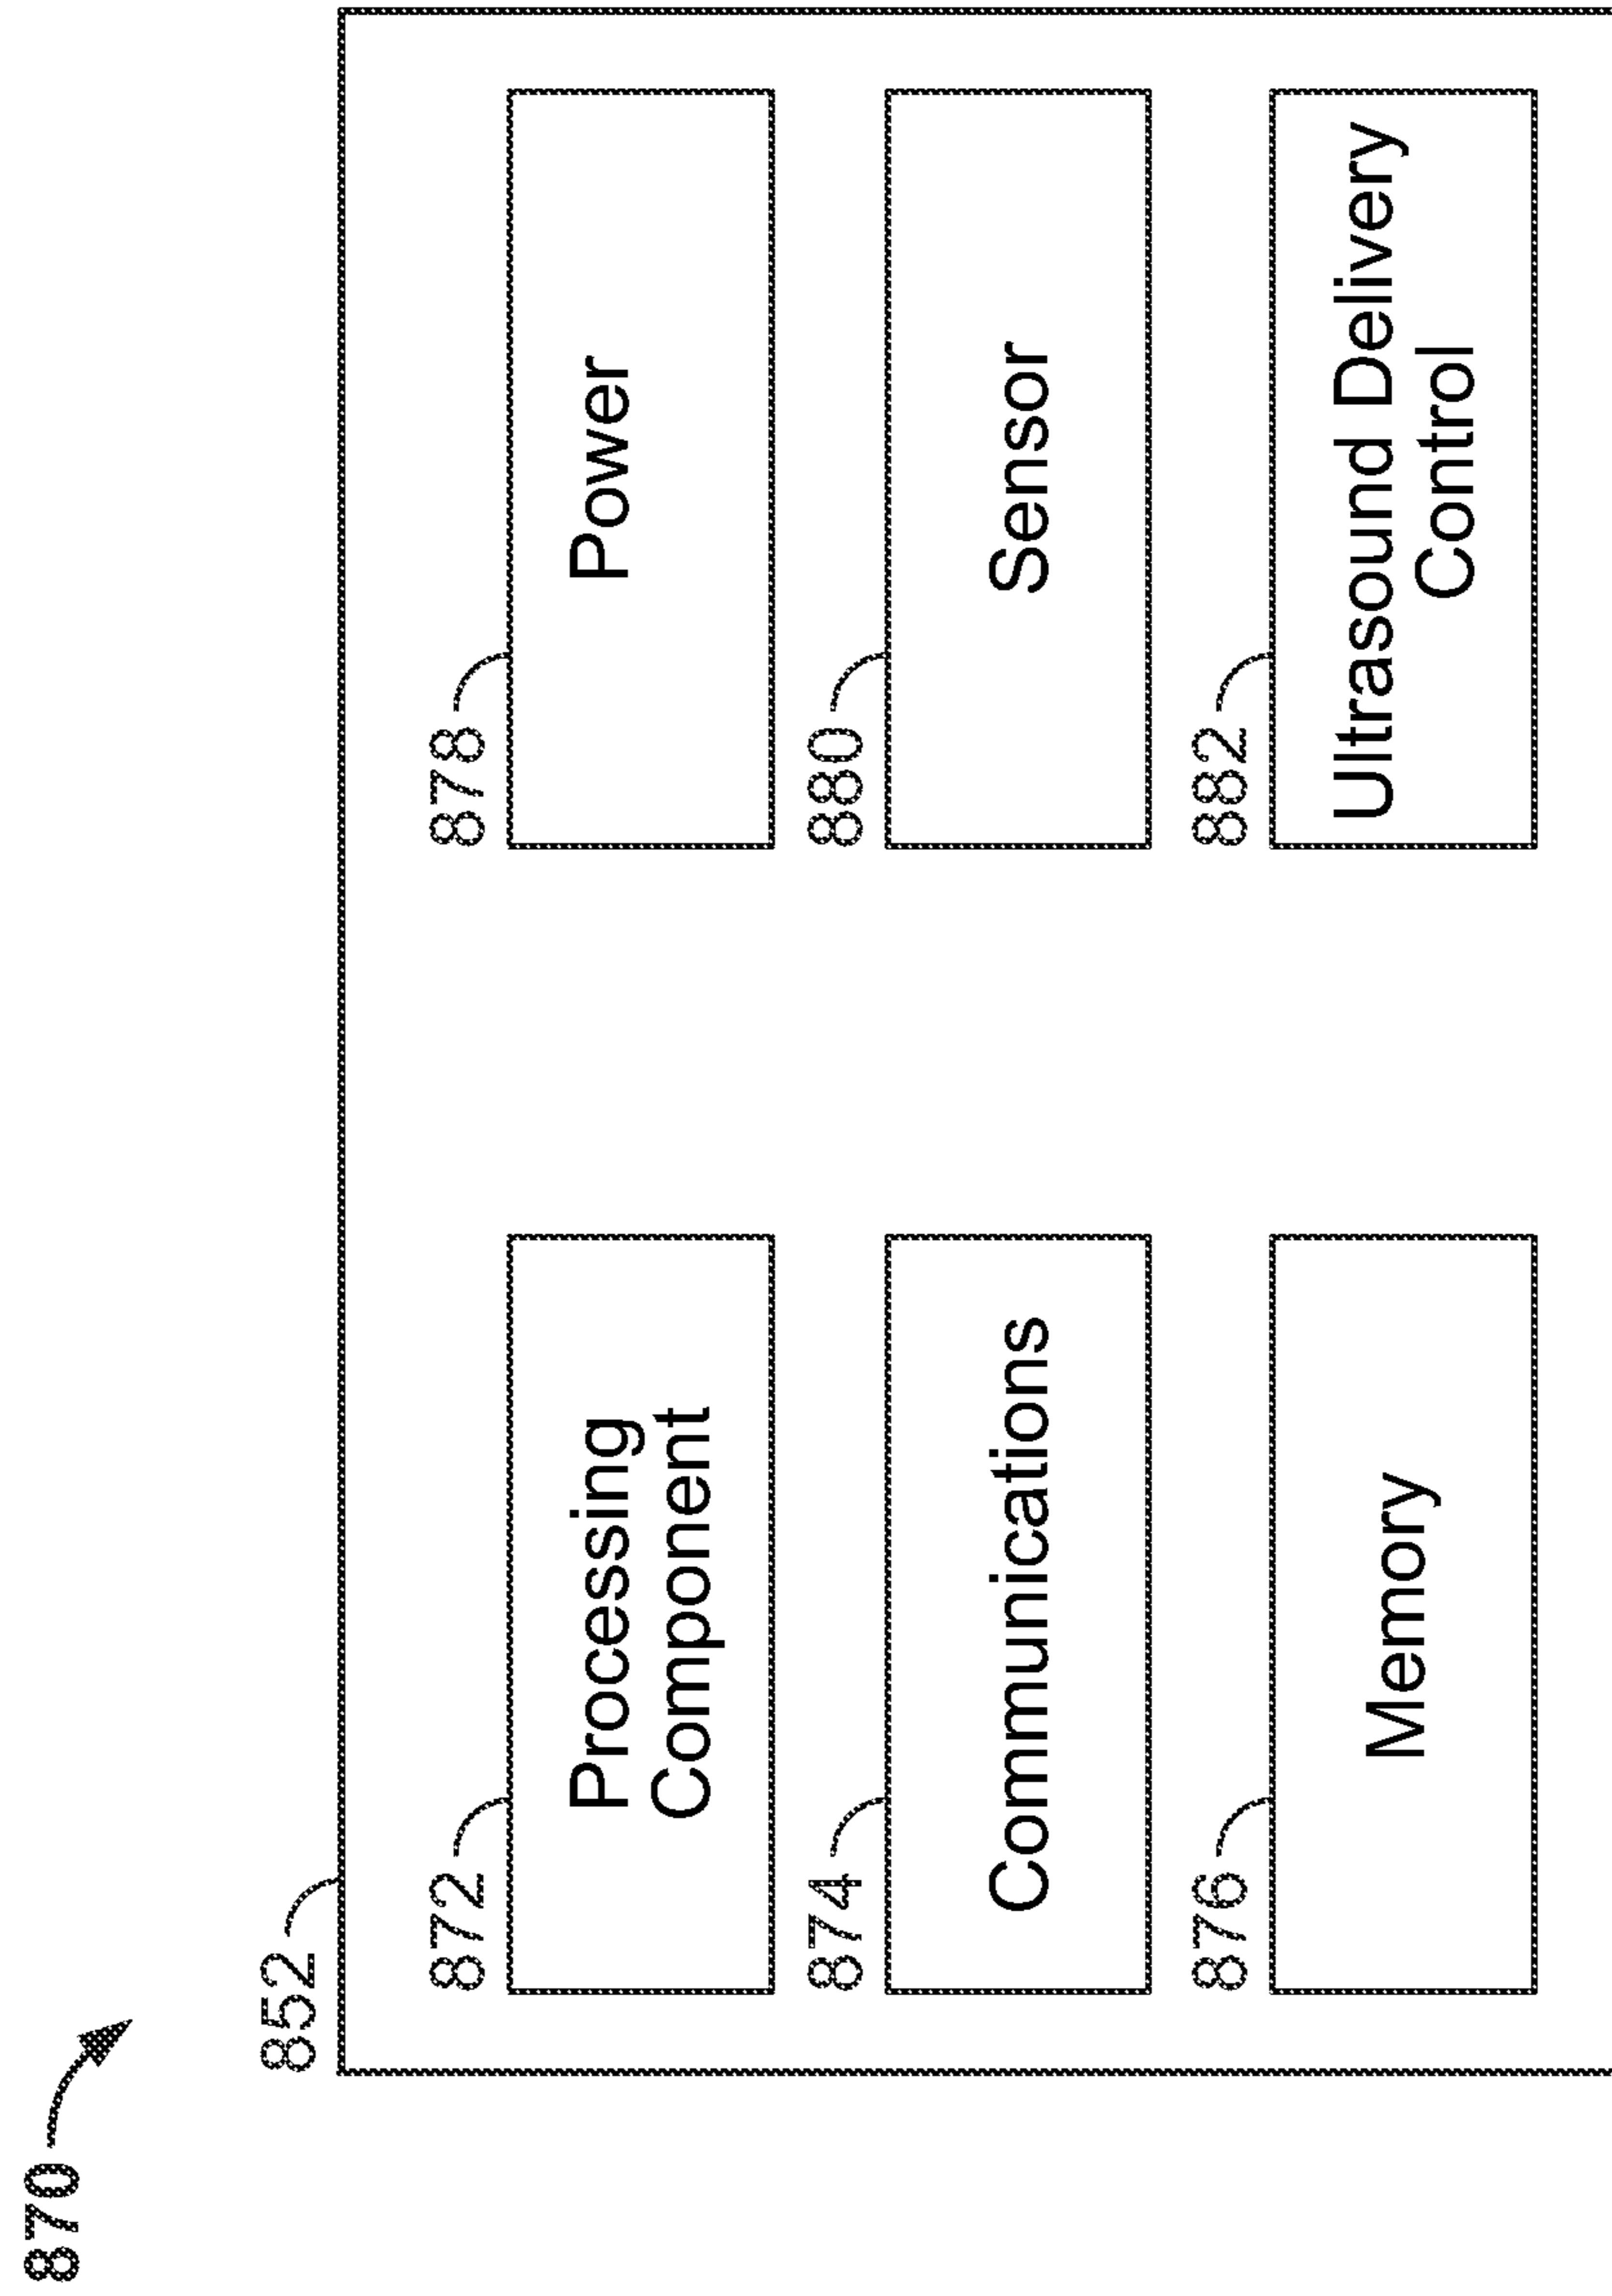 870
852
872
Processing
Component
878
Power
874
Communications
880
Sensor
876
Memory
882
Ultrasound Delivery
Control